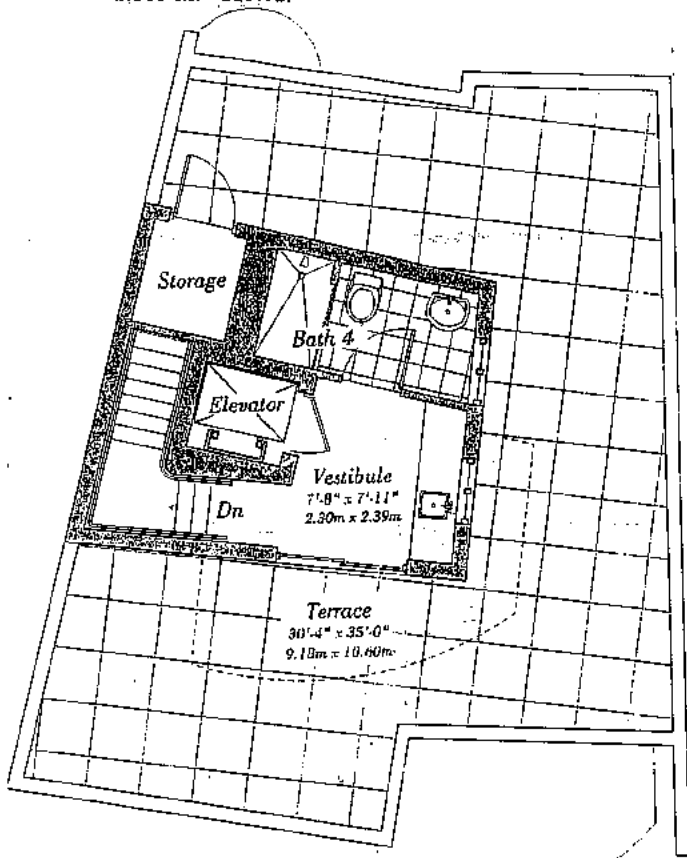 Storage
Bath 4
Elevator
Vestibule
7'-8" x 7'-11"
2.30m x 2.39m
Dn
Terrace
30'-4" x 35'-0"
9.18m x 10.60m